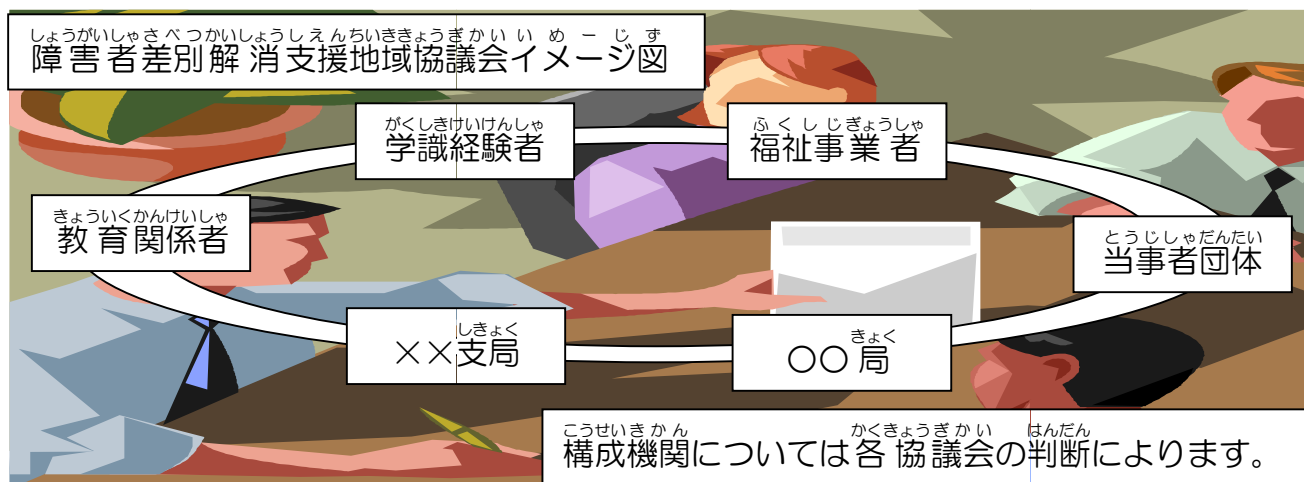 しょうがいしゃさべつかいしょうしえんちいききょうぎかいいめーじず
障害者差別解消支援地域協議会イメージ図
がくしきけいけんしゃ
学識経験者
ふくしじぎょうしゃ
福祉事業者
きょういくかんけいしゃ
教育関係者
とうじしゃだんたい
当事者団体
しきょく
××支局
きょく
〇〇局
こうせいきかん かくきょうぎかい はんだん
構成機関については各協議会の判断によります。